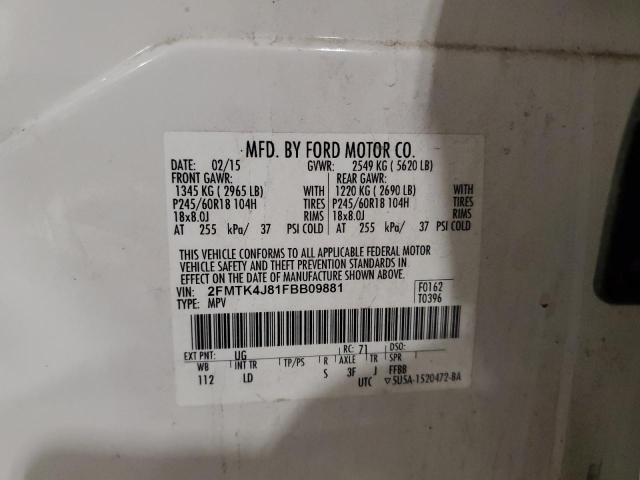 MFD. BY FORD MOTOR CO.
DATE: 02/15 GVWR: 2549 KG ( 5620 LB)
FRONT GAWR: REAR GAWR:
1345 KG ( 2965 LB) WITH 1220 KG ( 2690 LB) WITH
P245/60R18 104H TIRES P245/60R18 104H TIRES
18x8.0J RIMS 18x8.0J RIMS
AT 255 kPa/ 37 PSI COLD AT 255 kPa/ 37 PSI COLD
THIS VEHICLE CONFORMS TO ALL APPLICABLE FEDERAL MOTOR
VEHICLE SAFETY AND THEFT PREVENTION STANDARDS IN
EFFECT ON THE DATE OF MANUFACTURE SHOWN ABOVE.
VIN: 2FMTK4J81FBB09881 F0162
TYPE: MPV T0396
EXT PNT: UG RC: 71 DSO:
WB INT TR TP/PS R AXLE TR SPR
112 LD S 3F J FFBB
UTC ▽5U5A-1520472-BA